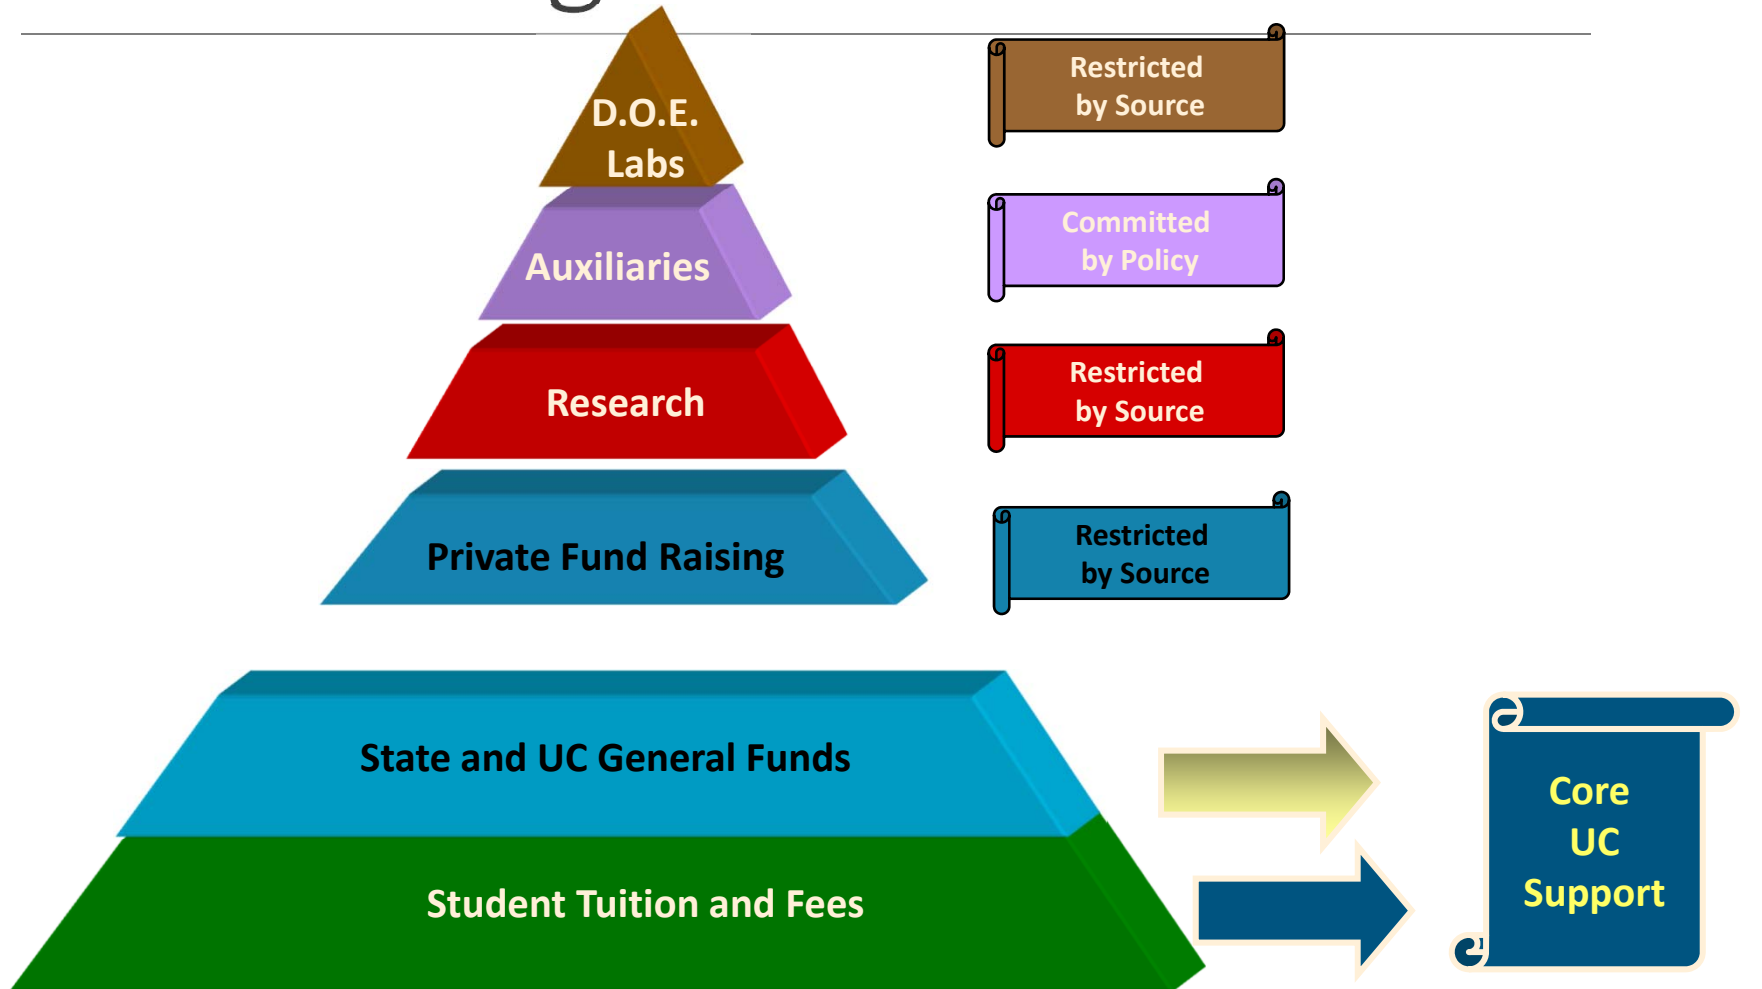 D.O.E.
Labs
Restricted
by Source
Auxiliaries
Committed
by Policy
Research
Restricted
by Source
Private Fund Raising
Restricted
by Source
State and UC General Funds
Student Tuition and Fees
Core
UC
Support